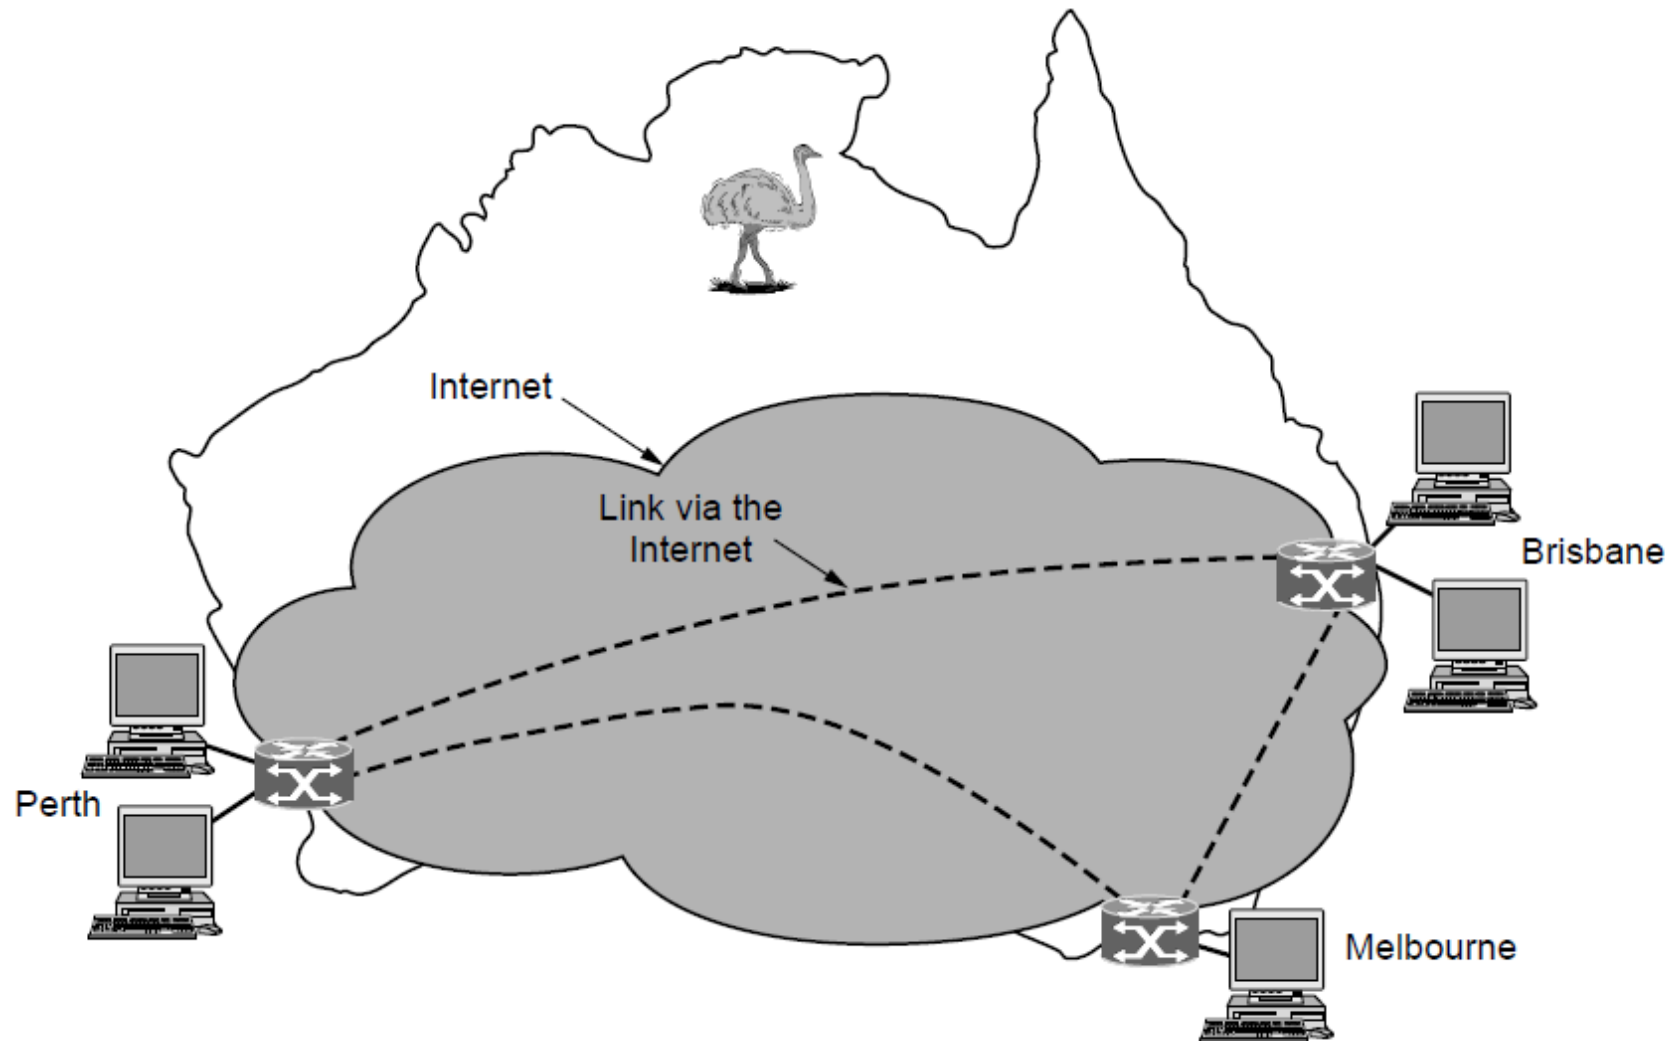 Internet
Link via the
Internet
Brisbane
Perth
Melbourne